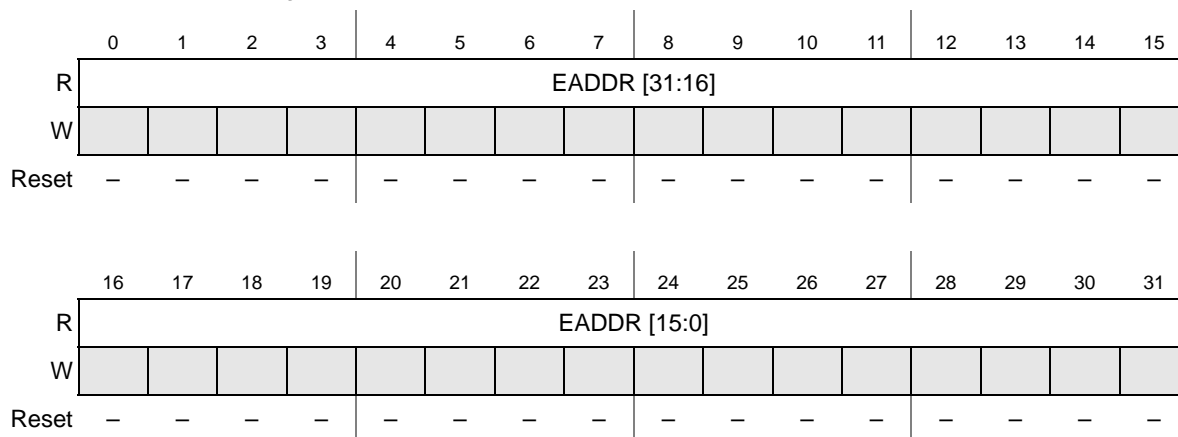 0 1 2 3 4 5 6 7 8 9 10 11 12 13 14 15
R EADDR [31:16]
W
Reset – – – – – – – – – – – – – – – –
16 17 18 19 20 21 22 23 24 25 26 27 28 29 30 31
R EADDR [15:0]
W
Reset – – – – – – – – – – – – – – – –